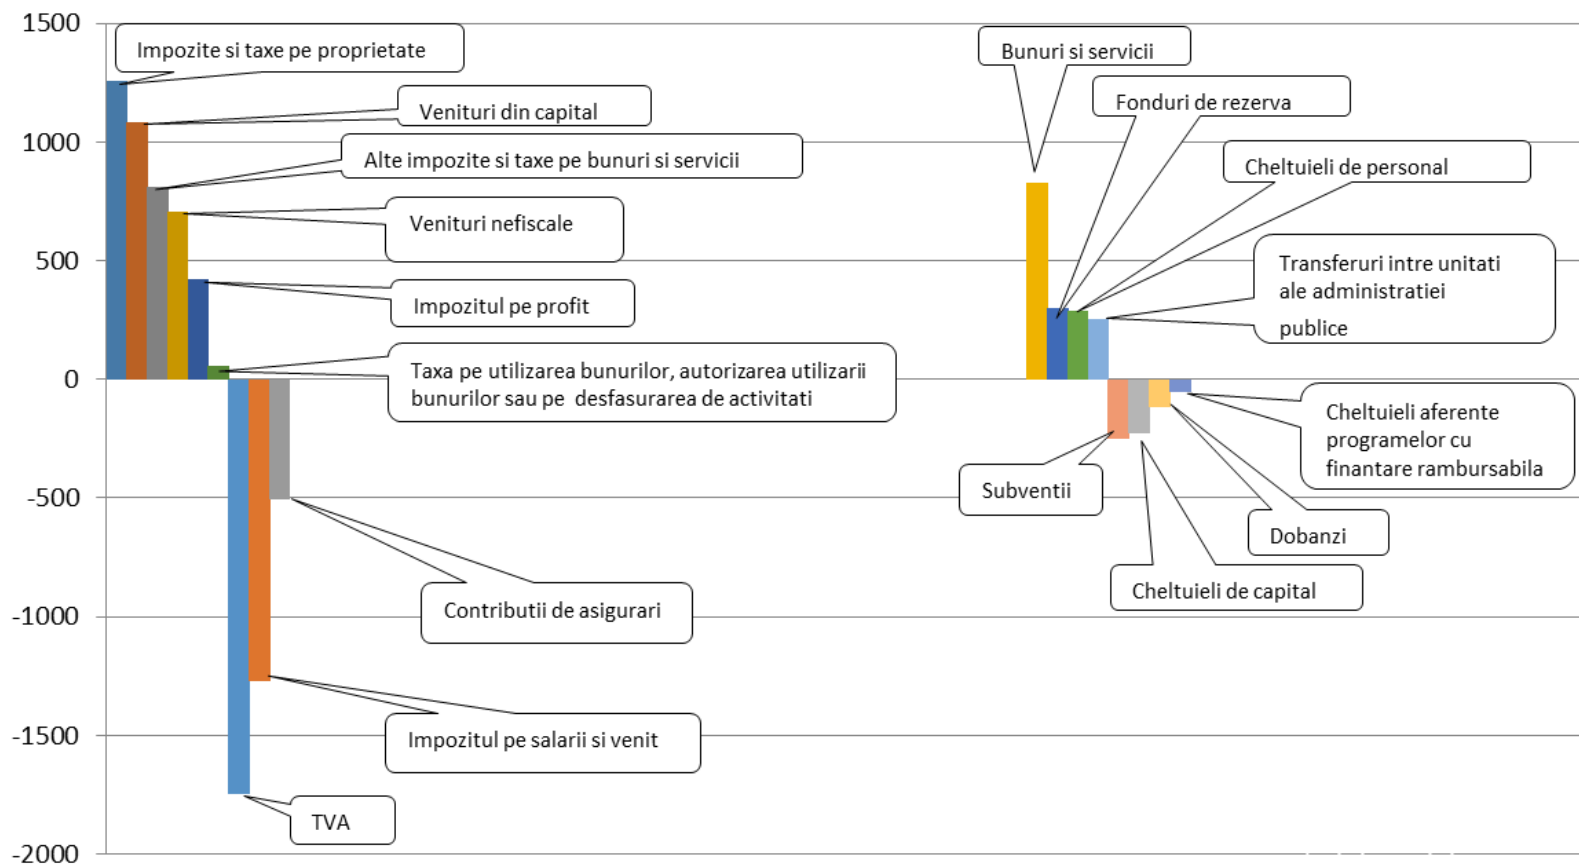 1500
1000
500
0
-500
-1000
-1500
-2000
Impozite si taxe pe proprietate
Venituri din capital
Alte impozite si taxe pe bunuri si servicii
Venituri nefiscale
Impozitul pe profit
Taxa pe utilizarea bunurilor, autorizarea utilizarii
bunurilor sau pe desfasurarea de activitati
Contributii de asigurari
Impozitul pe salarii si venit
TVA
Bunuri si servicii
Fonduri de rezerva
Cheltuieli de personal
Transferuri intre unitati
ale administratiei
publice
Cheltuieli aferente
programelor cu
finantare rambursabila
Subventii
Dobanzi
Cheltuieli de capital